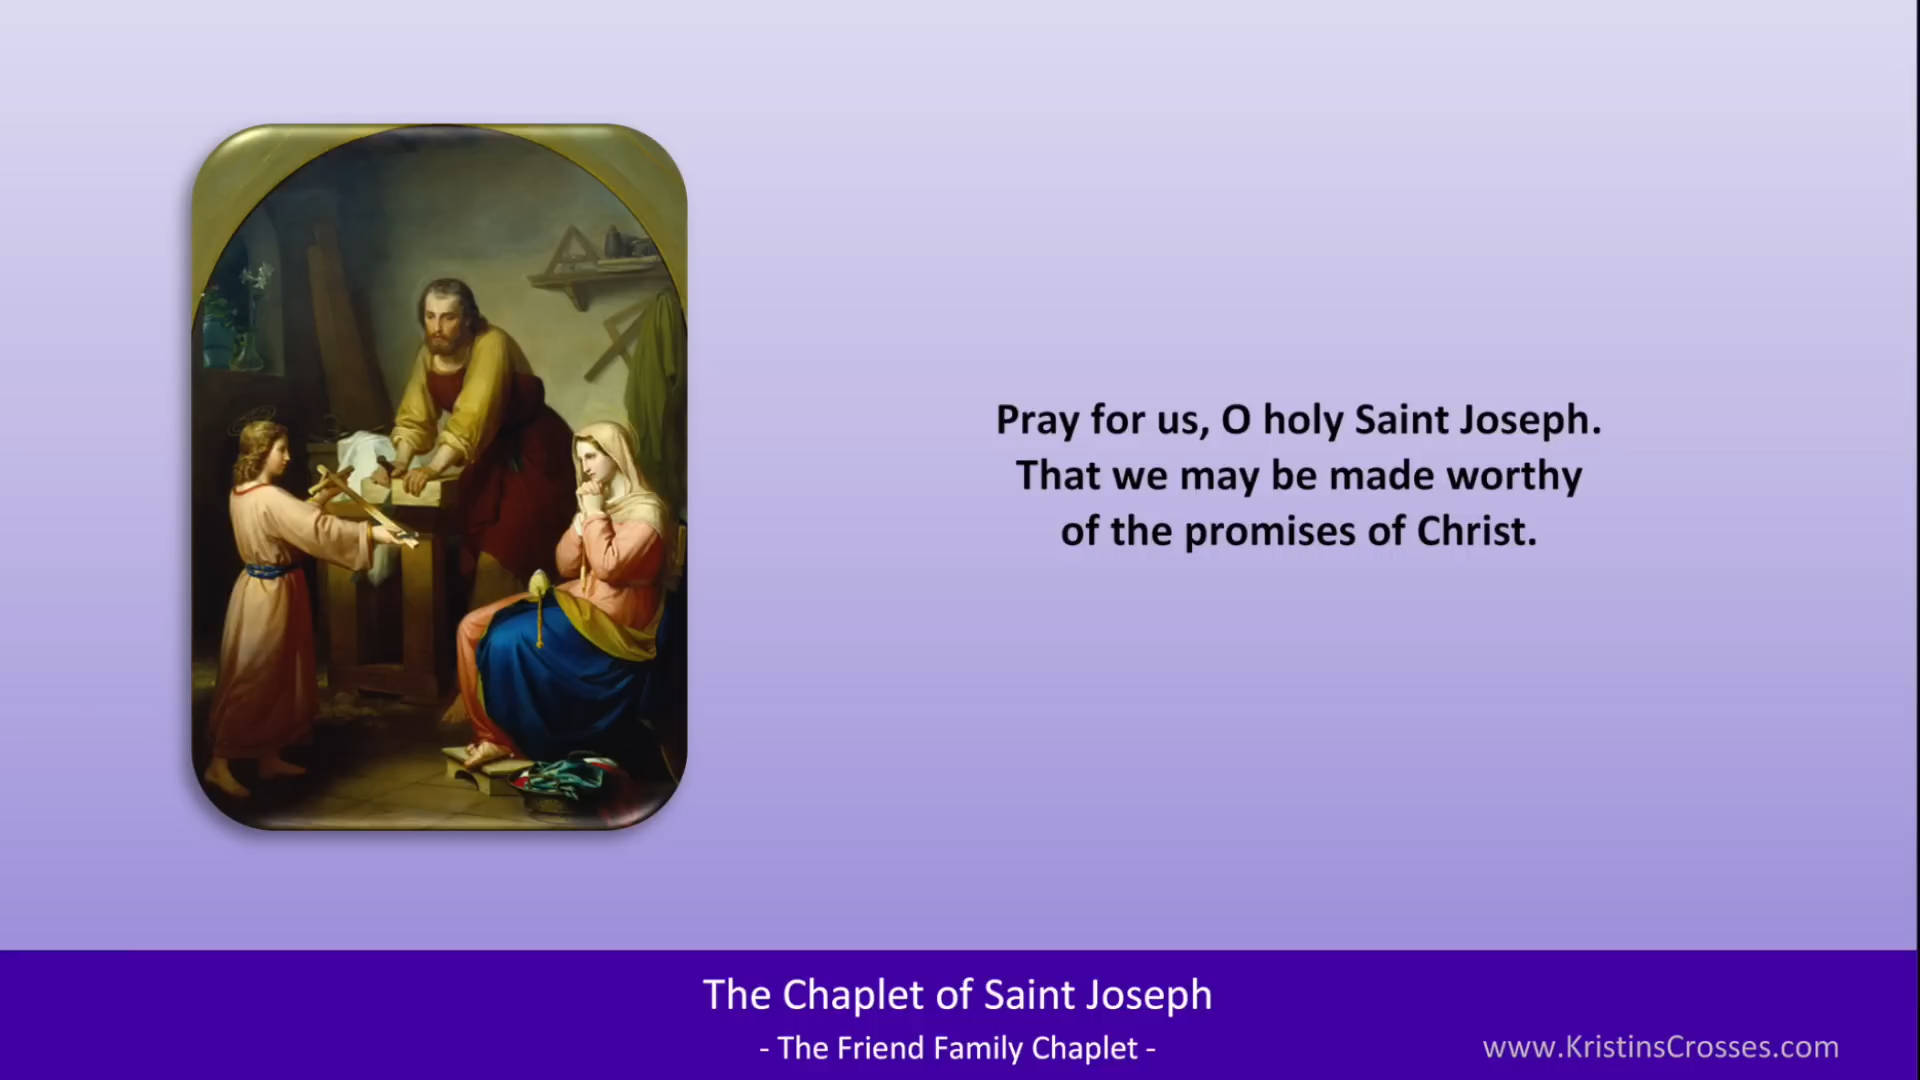 Pray for us, O holy Saint Joseph.
That we may be made worthy
of the promises of Christ.
The Chaplet of Saint Joseph
- The Friend Family Chaplet -
www.KristinsCrosses.com